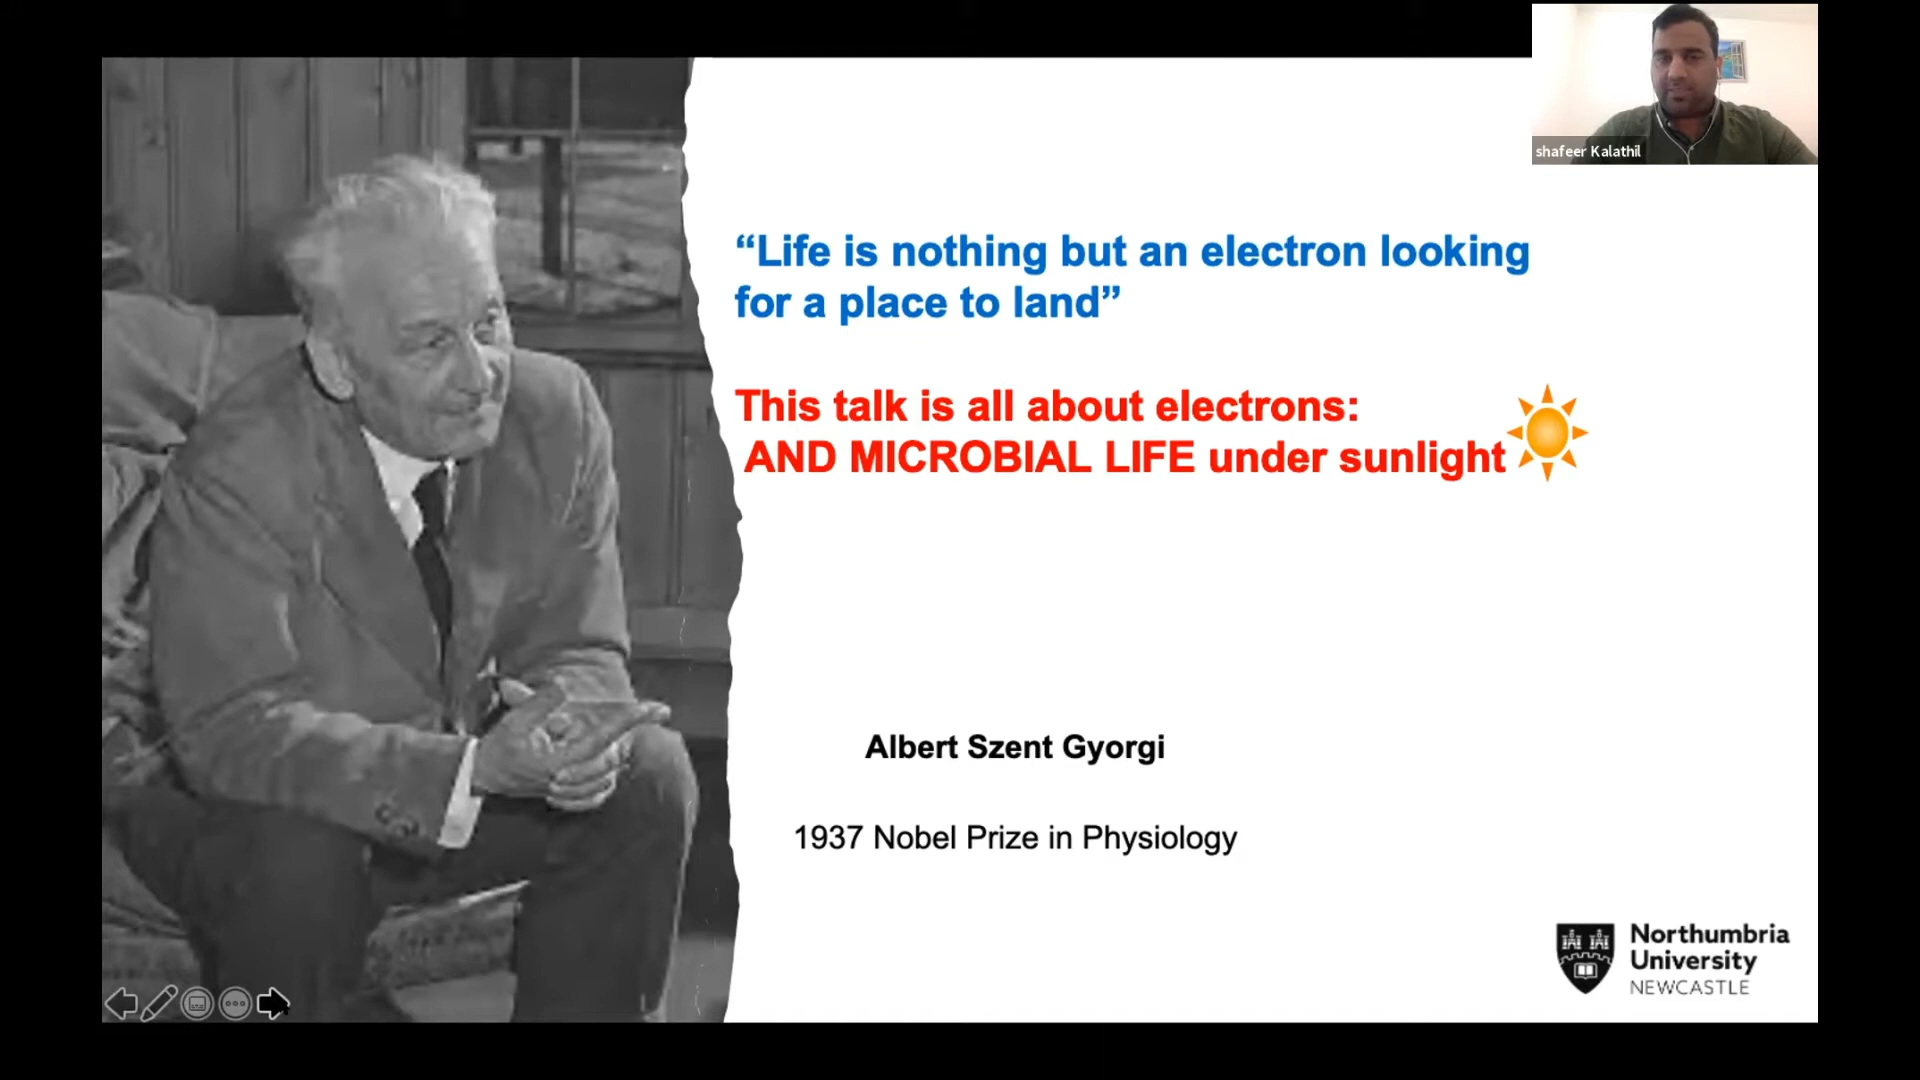 shafeer Kalathil
“Life is nothing but an electron looking
for a place to land”
This talk is all about electrons:
AND MICROBIAL LIFE under sunlight
Albert Szent Gyorgi
1937 Nobel Prize in Physiology
Northumbria
University
NEWCASTLE